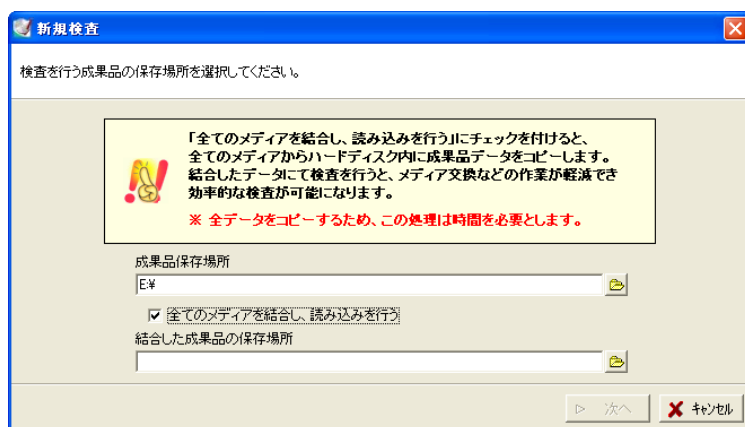 新規検査
検査を行う成果品の保存場所を選択してください。
「全てのメディアを結合し、読み込みを行う」にチェックを付けると、
全てのメディアからハードディスク内に成果品データをコピーします。
結合したデータにて検査を行うと、メディア交換などの作業が軽減でき
効率的な検査が可能になります。
※ 全データをコピーするため、この処理は時間を必要とします。
成果品保存場所
E:¥
全てのメディアを結合し、読み込みを行う
結合した成果品の保存場所
次へ
キャンセル